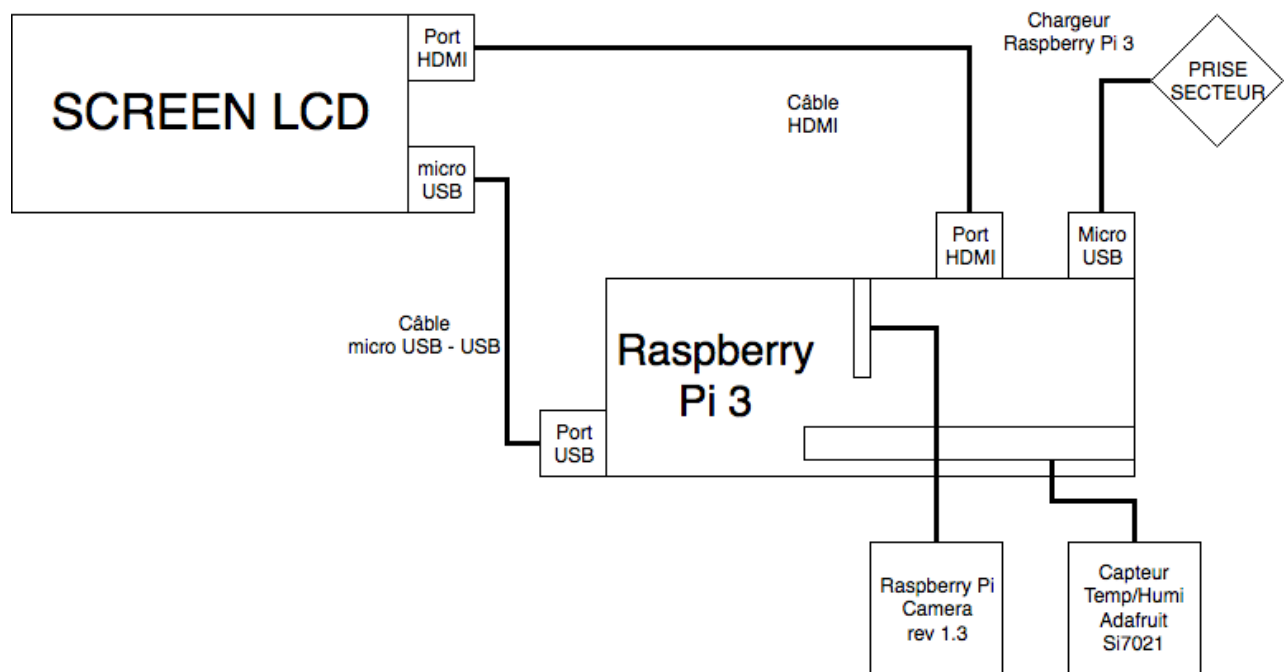 Port
HDMI
SCREEN LCD
micro
USB
Câble
HDMI
Chargeur
Raspberry Pi 3
PRISE
SECTEUR
Port
HDMI
Micro
USB
Câble
micro USB - USB
Raspberry
Pi 3
Port
USB
Raspberry Pi
Camera
rev 1.3
Capteur
Temp/Humi
Adafruit
Si7021